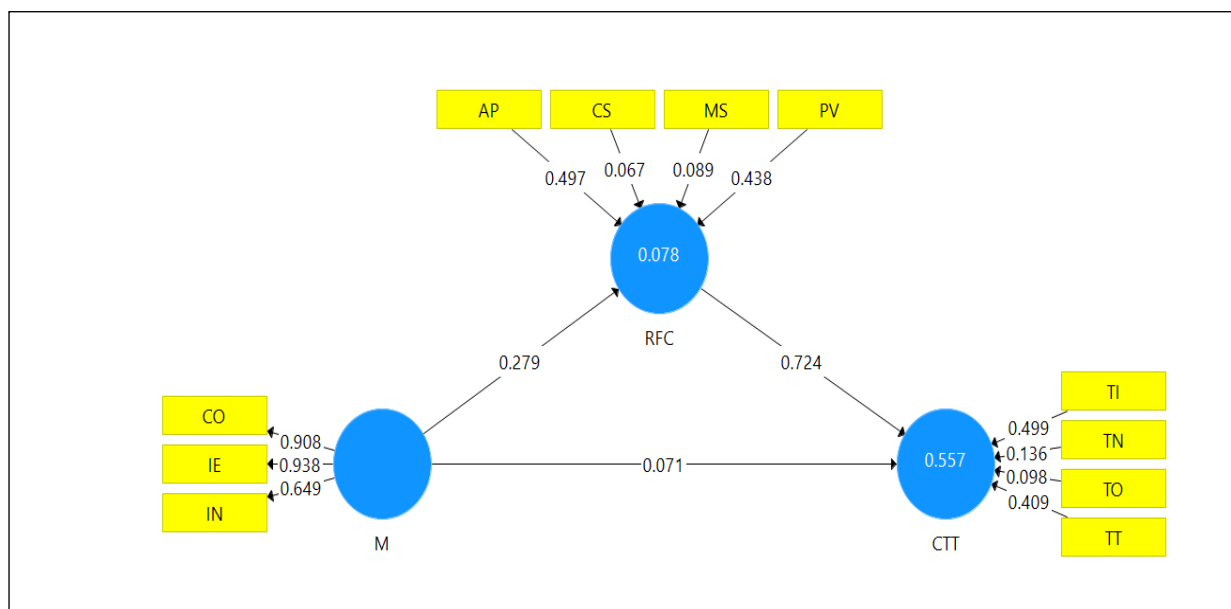 AP CS MS PV
0.497 0.067 0.089 0.438
0.078
RFC
0.279 0.724
CO
IE
IN
0.908
0.938
0.649
M
0.071
0.557
CTT
0.499
0.136
0.098
0.409
TI
TN
TO
TT